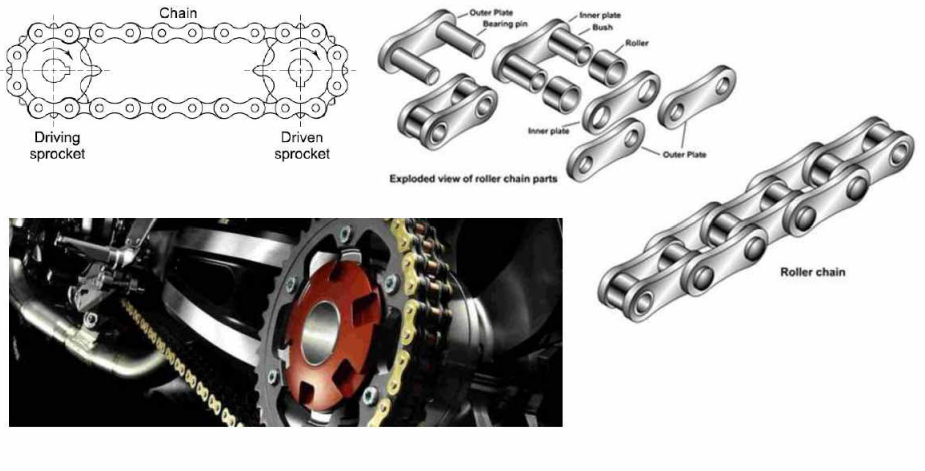 Chain
Driving
sprocket
Driven
sprocket
Outer Plate
Bearing pin
Inner plate
Bush
Roller
Inner plate
Outer Plate
Exploded view of roller chain parts
Roller chain